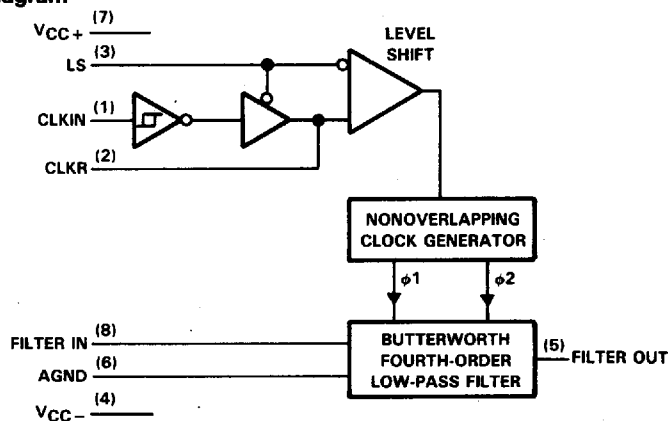 agram
VCC+ (7)
LS (3)
LEVEL
SHIFT
CLKIN (1)
CLKR (2)
NONOVERLAPPING
CLOCK GENERATOR
φ1 φ2
FILTER IN (8)
AGND (6)
BUTTERWORTH
FOURTH-ORDER
LOW-PASS FILTER
(5) FILTER OUT
VCC− (4)